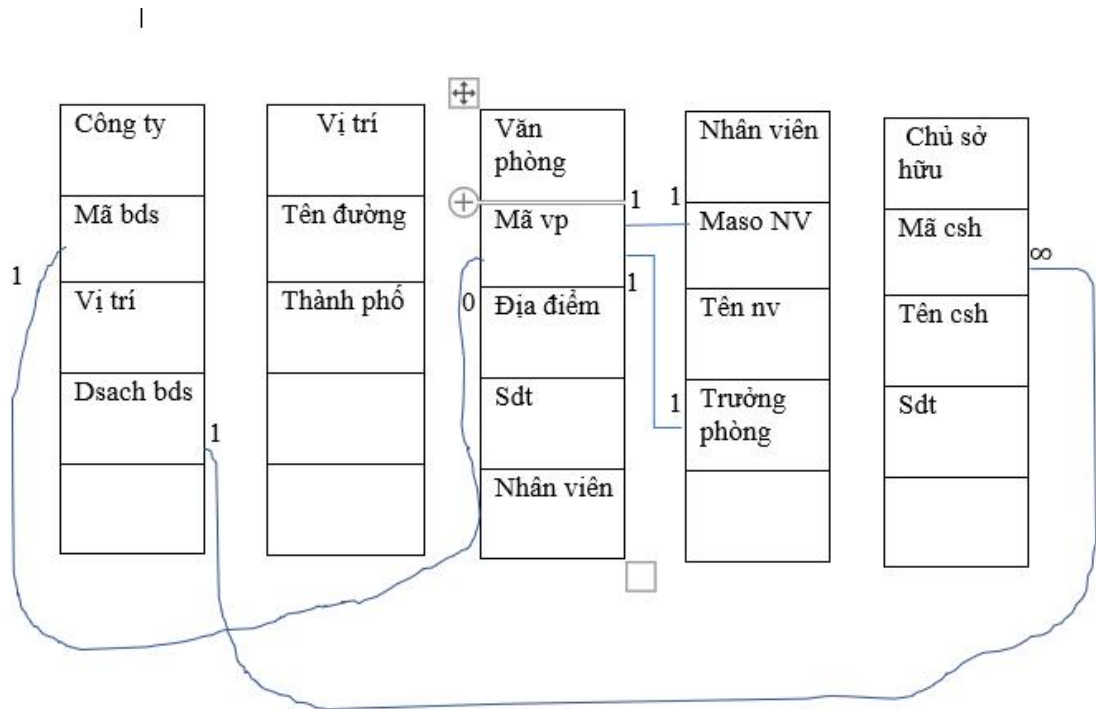 Công ty
Mã bds
Vị trí
Dsach bds
Vị trí
Tên đường
Thành phố
Văn
phòng
Mã vp
Địa điểm
Sdt
Nhân viên
Nhân viên
Maso NV
Tên nv
Trưởng
phòng
Chủ sở
hữu
Mã csh
Tên csh
Sdt
1
1
0
1
1
1
1
∞